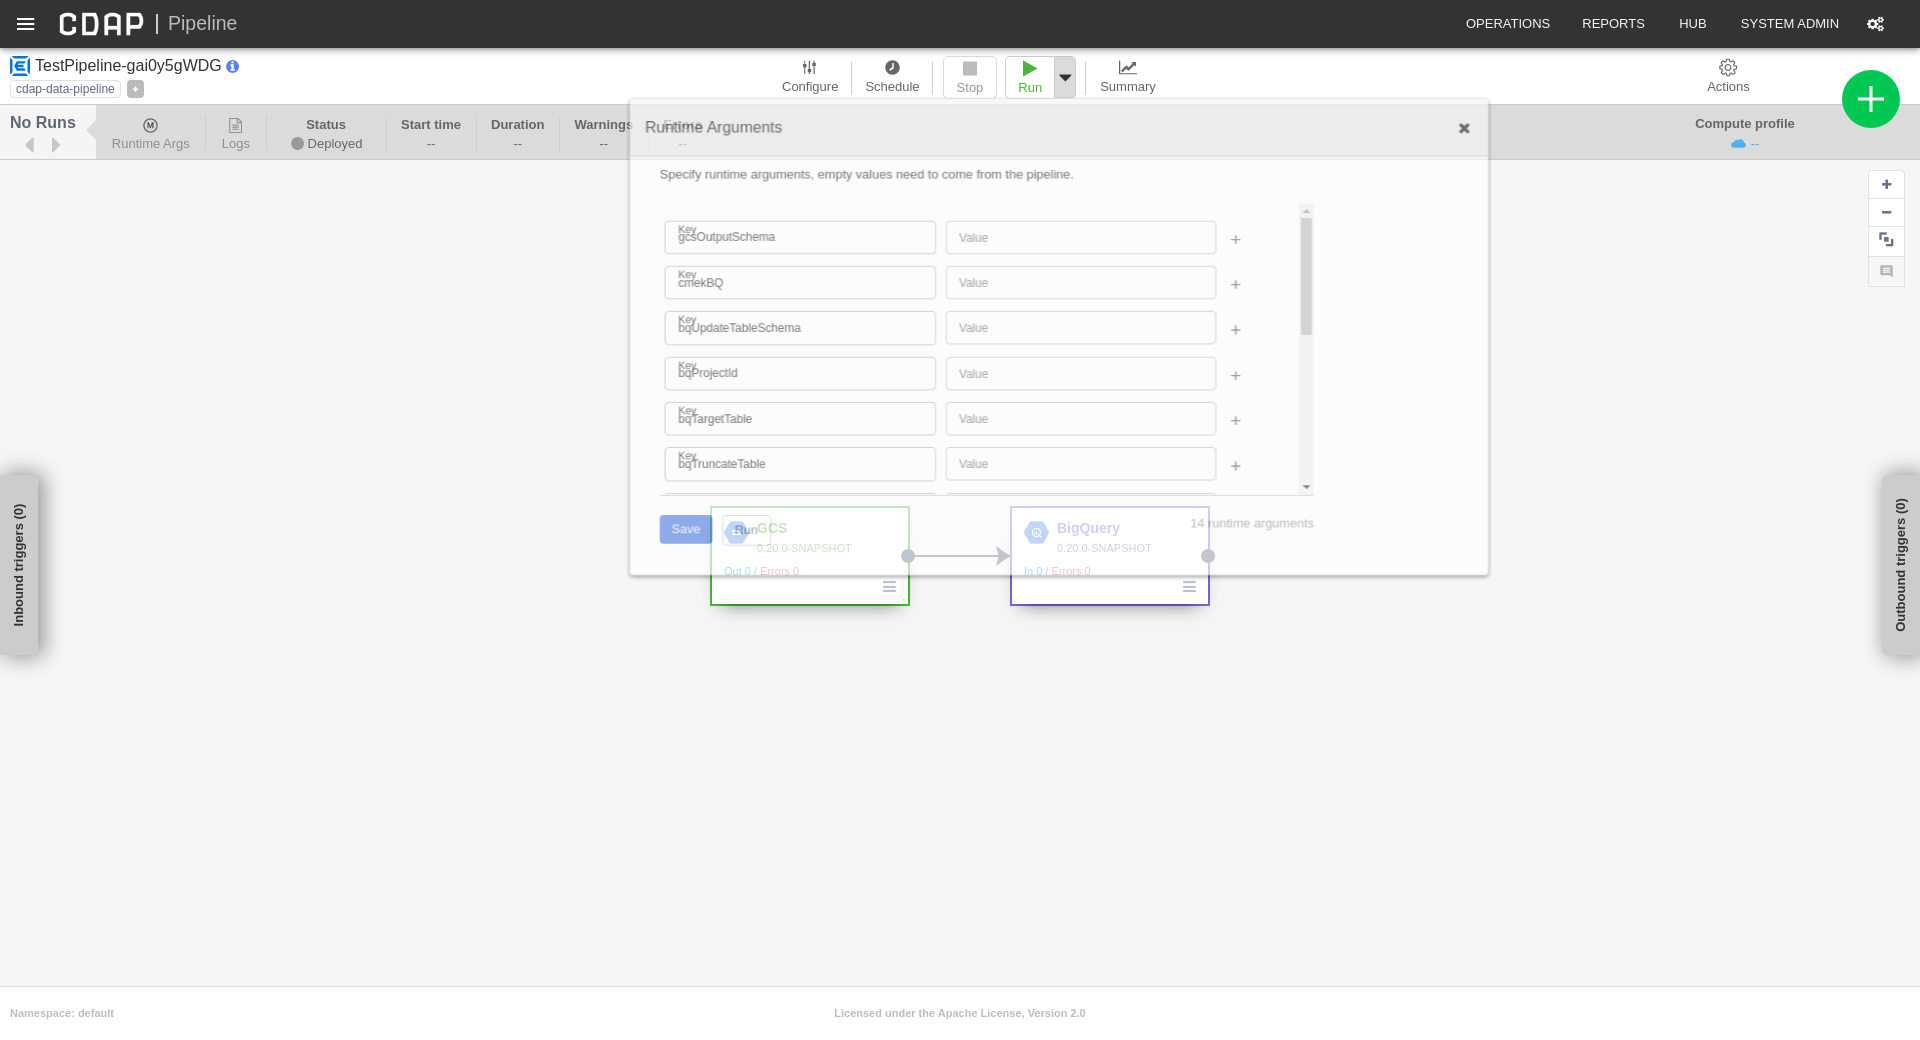 CDAP | Pipeline
OPERATIONS REPORTS HUB SYSTEM ADMIN
TestPipeline-gai0y5gWDG
cdap-data-pipeline +
Configure Schedule Stop Run Summary Actions
No Runs
Runtime Args
Logs
Status
Deployed
Start time
--
Duration
--
Warnings
--
Errors
--
Compute profile
--
Runtime Arguments
Specify runtime arguments, empty values need to come from the pipeline.
Key
gcsOutputSchema Value
Key
cmekBQ Value
Key
bqUpdateTableSchema Value
Key
bqProjectId Value
Key
bqTargetTable Value
Key
bqTruncateTable Value
Save Run
14 runtime arguments
GCS
0.20.0-SNAPSHOT
Out 0 / Errors 0
BigQuery
0.20.0-SNAPSHOT
In 0 / Errors 0
Inbound triggers (0)
Outbound triggers (0)
Namespace: default
Licensed under the Apache License, Version 2.0